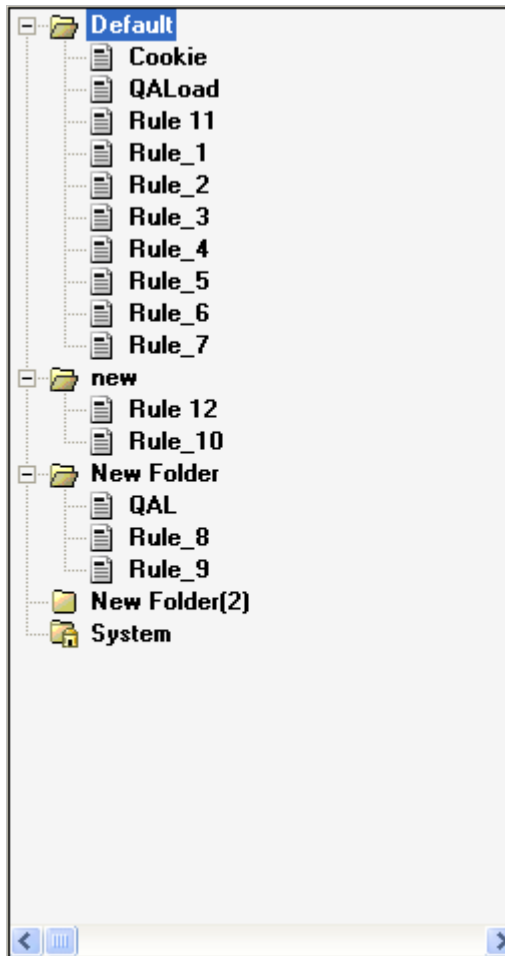 Default
Cookie
QALoad
Rule 11
Rule_1
Rule_2
Rule_3
Rule_4
Rule_5
Rule_6
Rule_7
new
Rule 12
Rule_10
New Folder
QAL
Rule_8
Rule_9
New Folder(2)
System